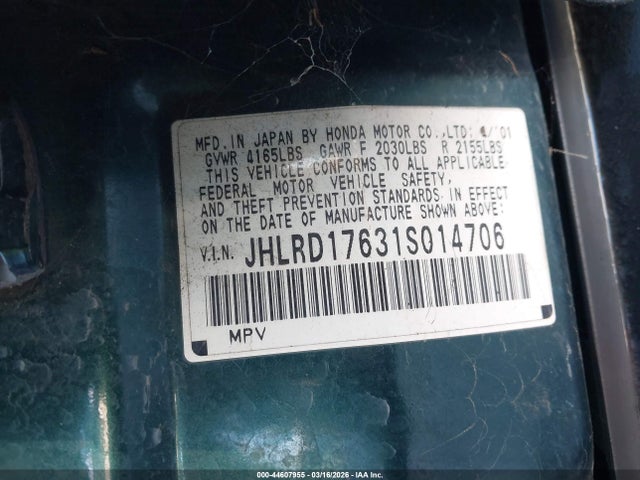 MFD. IN JAPAN BY HONDA MOTOR CO., LTD. /'01
GVWR 4165LBS GAWR F 2030LBS R 2155LBS
THIS VEHICLE CONFORMS TO ALL APPLICABLE
FEDERAL MOTOR VEHICLE SAFETY,
AND THEFT PREVENTION STANDARDS IN EFFECT
ON THE DATE OF MANUFACTURE SHOWN ABOVE.
V.I.N. JHLRD17631S014706
MPV
000-44607955 | 03/16/2026 | IAA Inc.